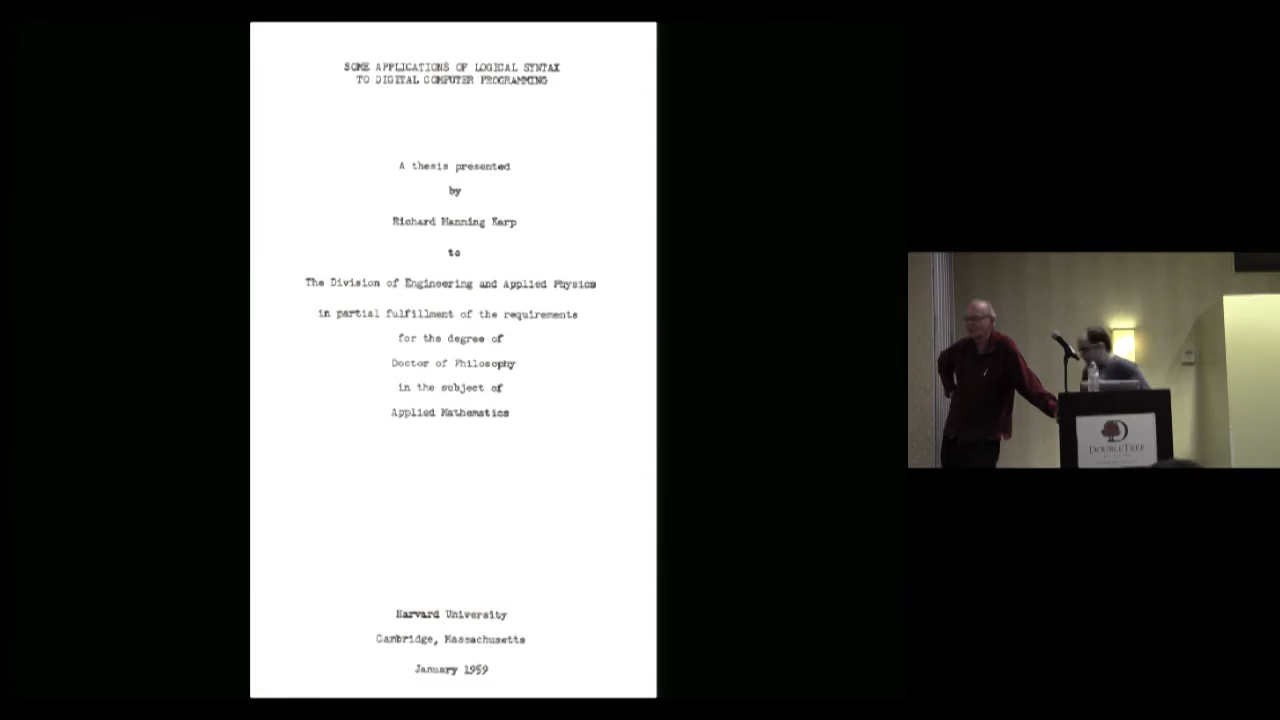 SOME APPLICATIONS OF LOGICAL SYNTAX
TO DIGITAL COMPUTER PROGRAMMING
A thesis presented
by
Richard Manning Karp
to
The Division of Engineering and Applied Physics
in partial fulfillment of the requirements
for the degree of
Doctor of Philosophy
in the subject of
Applied Mathematics
Harvard University
Cambridge, Massachusetts
January 1959
DOUBLETREE